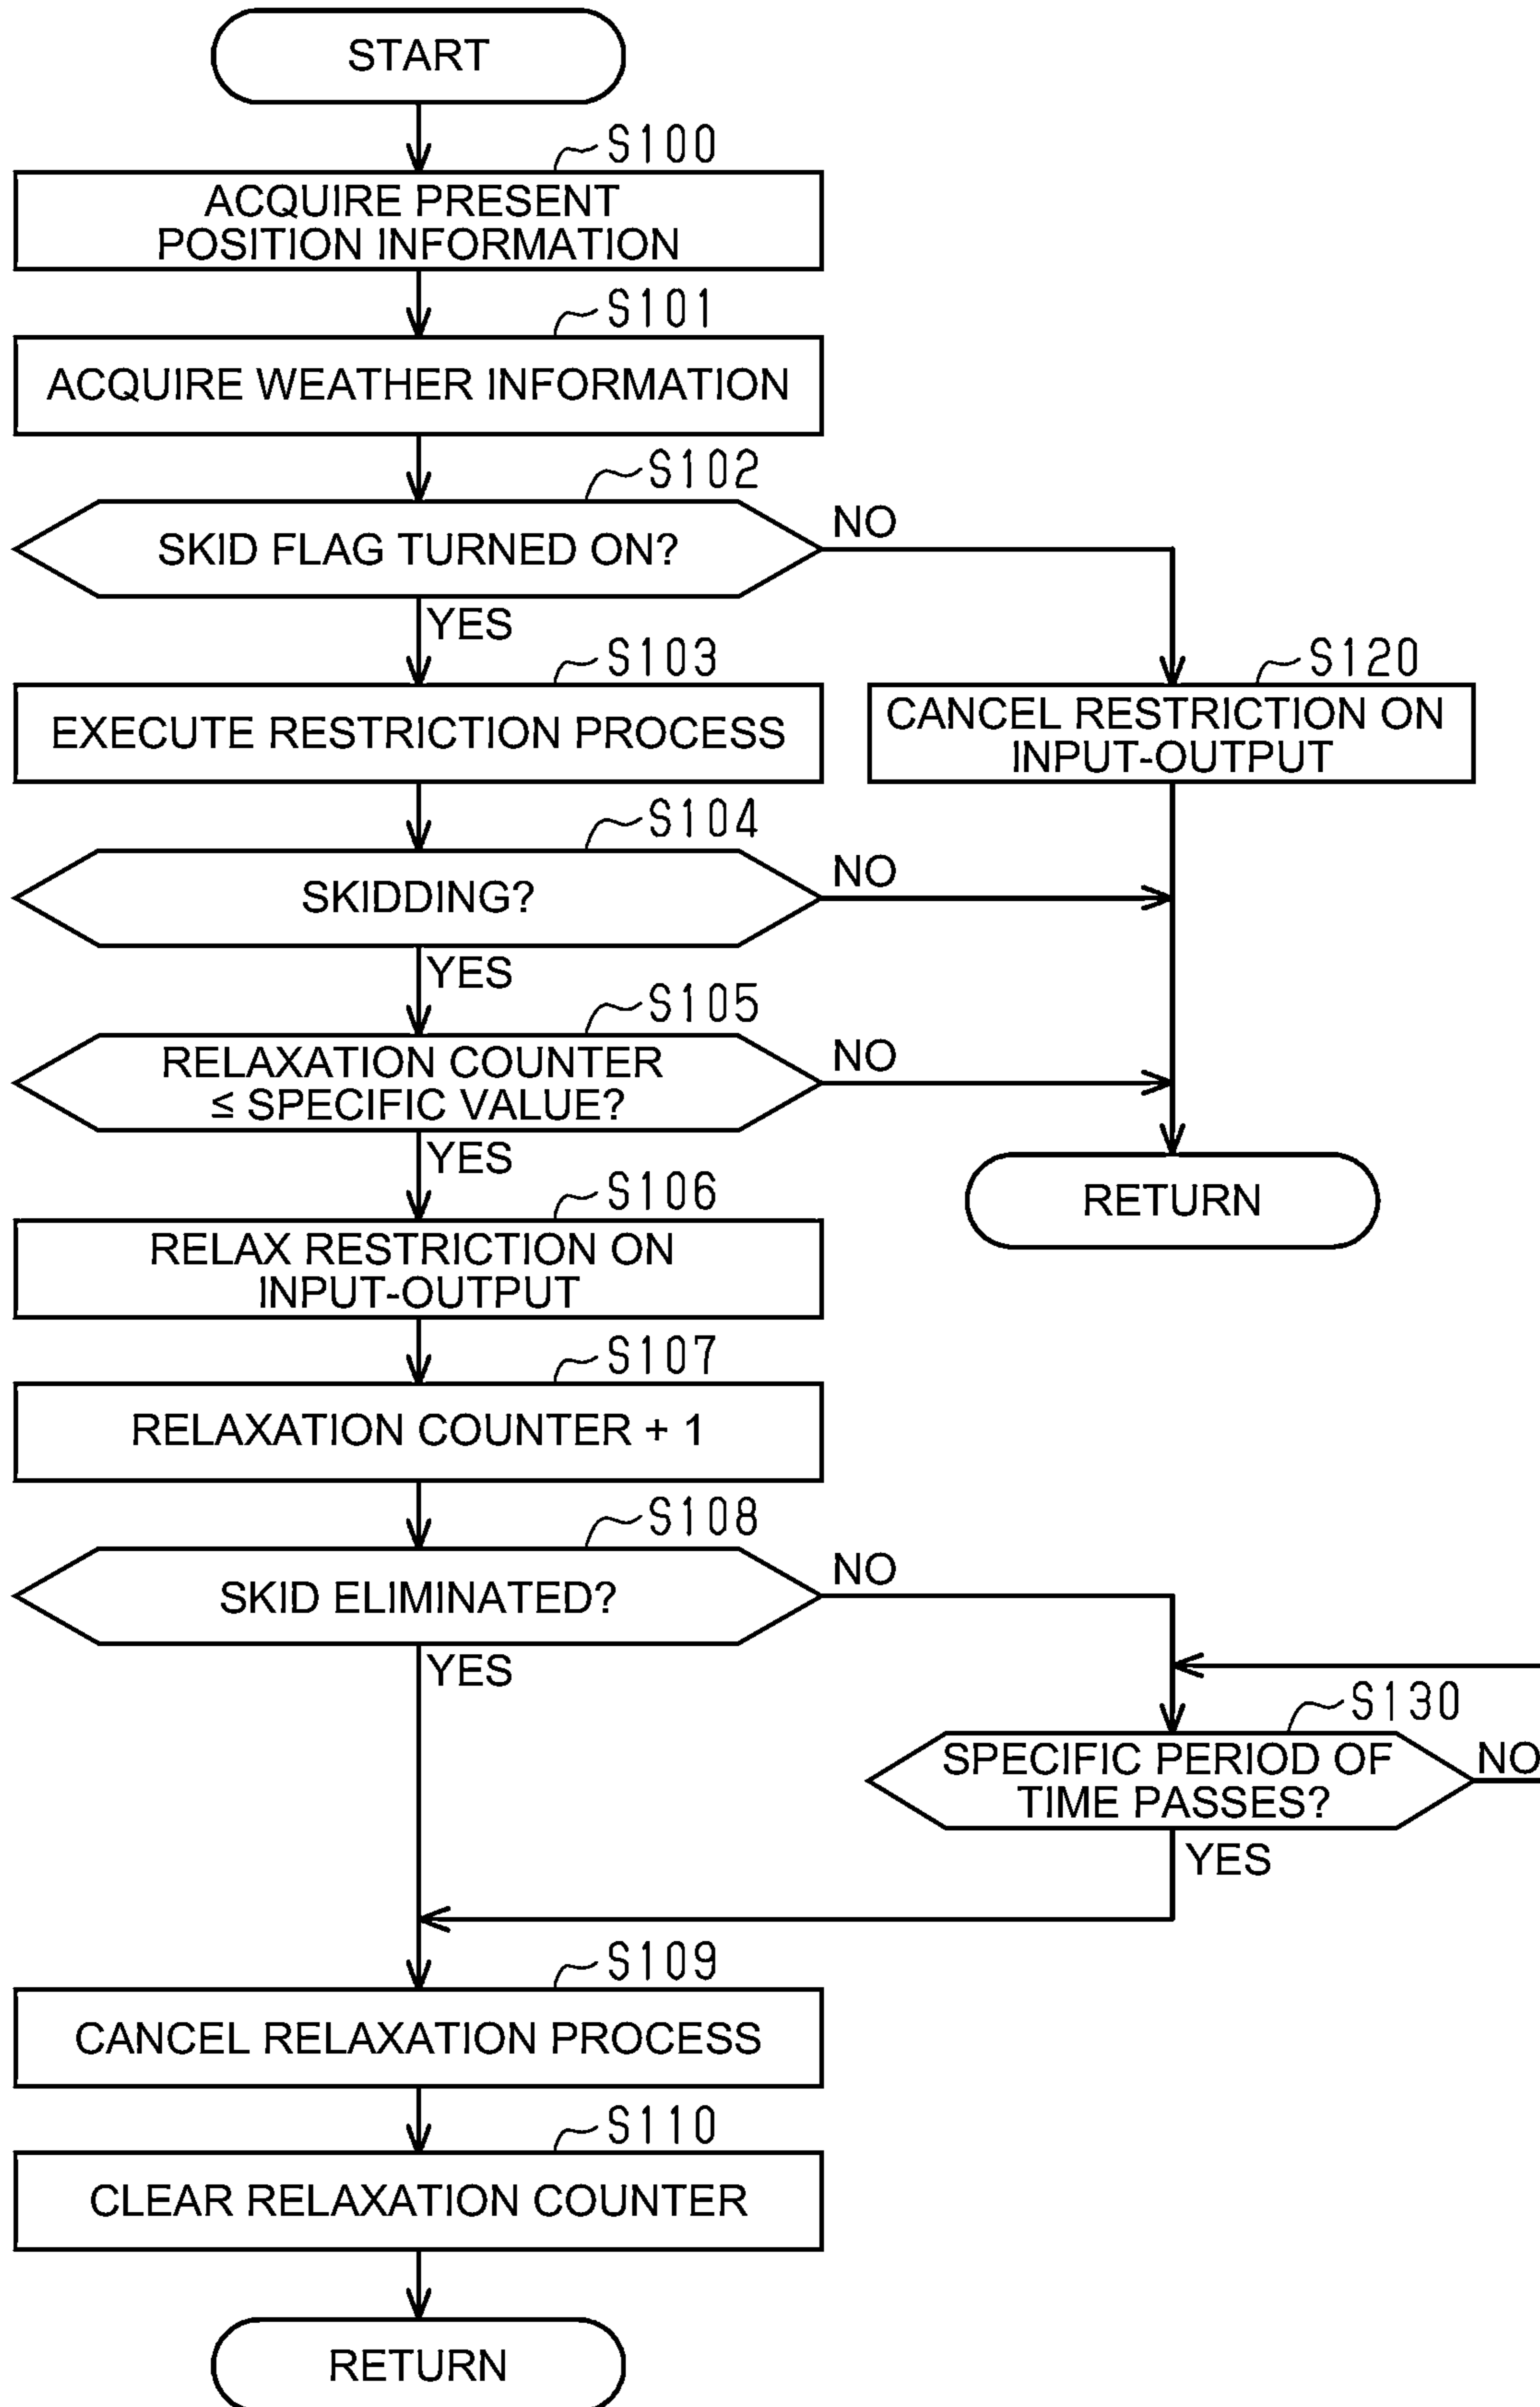 START
S100
ACQUIRE PRESENT
POSITION INFORMATION
S101
ACQUIRE WEATHER INFORMATION
S102
SKID FLAG TURNED ON?
NO
YES
S103
EXECUTE RESTRICTION PROCESS
S120
CANCEL RESTRICTION ON
INPUT-OUTPUT
S104
SKIDDING?
NO
YES
S105
RELAXATION COUNTER
≤ SPECIFIC VALUE?
NO
YES
RETURN
S106
RELAX RESTRICTION ON
INPUT-OUTPUT
S107
RELAXATION COUNTER + 1
S108
SKID ELIMINATED?
NO
YES
S130
SPECIFIC PERIOD OF
TIME PASSES?
NO
YES
S109
CANCEL RELAXATION PROCESS
S110
CLEAR RELAXATION COUNTER
RETURN